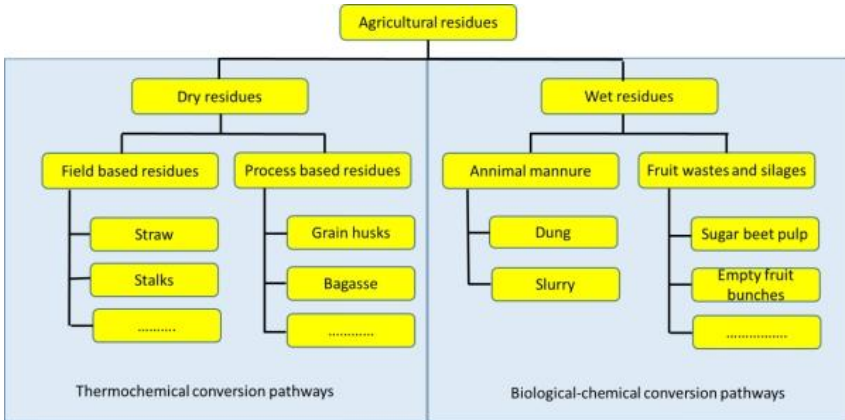 Agricultural residues
Dry residues
Wet residues
Field based residues
Process based residues
Annimal mannure
Fruit wastes and silages
Straw
Grain husks
Dung
Sugar beet pulp
Stalks
Bagasse
Slurry
Empty fruit
bunches
..........
............
...............
Thermochemical conversion pathways
Biological-chemical conversion pathways